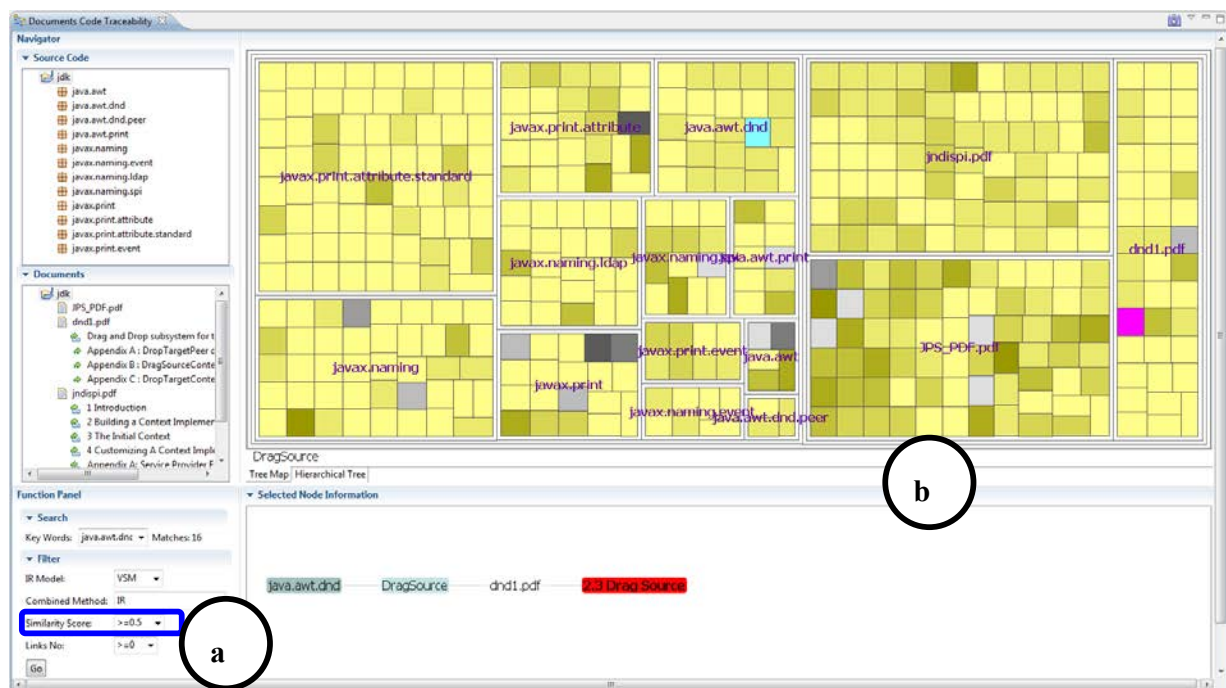 Documents Code Traceability
Navigator
Source Code
jdk
java.awt
java.awt.dnd
java.awt.dnd.peer
java.awt.print
javax.naming
javax.naming.event
javax.naming.ldap
javax.naming.spi
javax.print
javax.print.attribute
javax.print.attribute.standard
javax.print.event
Documents
jdk
JPS_PDF.pdf
dnd1.pdf
Drag and Drop subsystem for t
Appendix A : DropTargetPeer
Appendix B : DragSourceConte
Appendix C : DropTargetConte
jndispi.pdf
1 Introduction
2 Building a Context Implemer
3 The Initial Context
4 Customizing A Context Imple
Appendix A: Service Provider F
javax.print.attribute.standard
javax.print.attribute
java.awt.dnd
jndispi.pdf
dnd1.pdf
javax.naming.ldap
java.awt.print
javax.naming
javax.print
javax.print.event
java.awt
javax.naming.event
java.awt.dnd.peer
JPS_PDF.pdf
DragSource
Tree Map
Hierarchical Tree
b
Function Panel
Search
Key Words: java.awt.dnc Matches: 16
Filter
IR Model: VSM
Combined Method: IR
Similarity Score: >=0.5
Links No: >=0
Go
a
Selected Node Information
java.awt.dnd
DragSource
dnd1.pdf
2.3 Drag Source